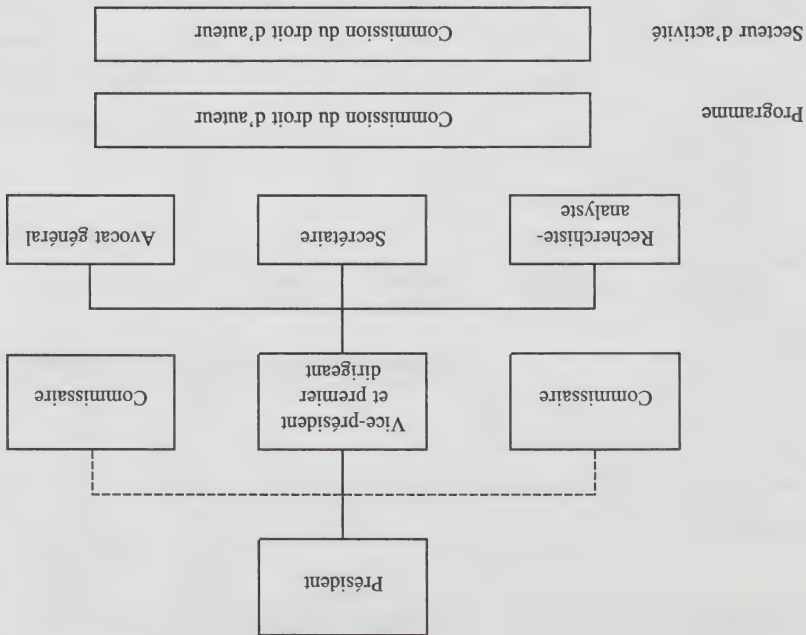 Président
Commissaire
Vice-président
et premier
dirigeant
Commissaire
Recherchiste-
analyste
Secrétaire
Avocat général
Programme
Commission du droit d'auteur
Secteur d'activité
Commission du droit d'auteur